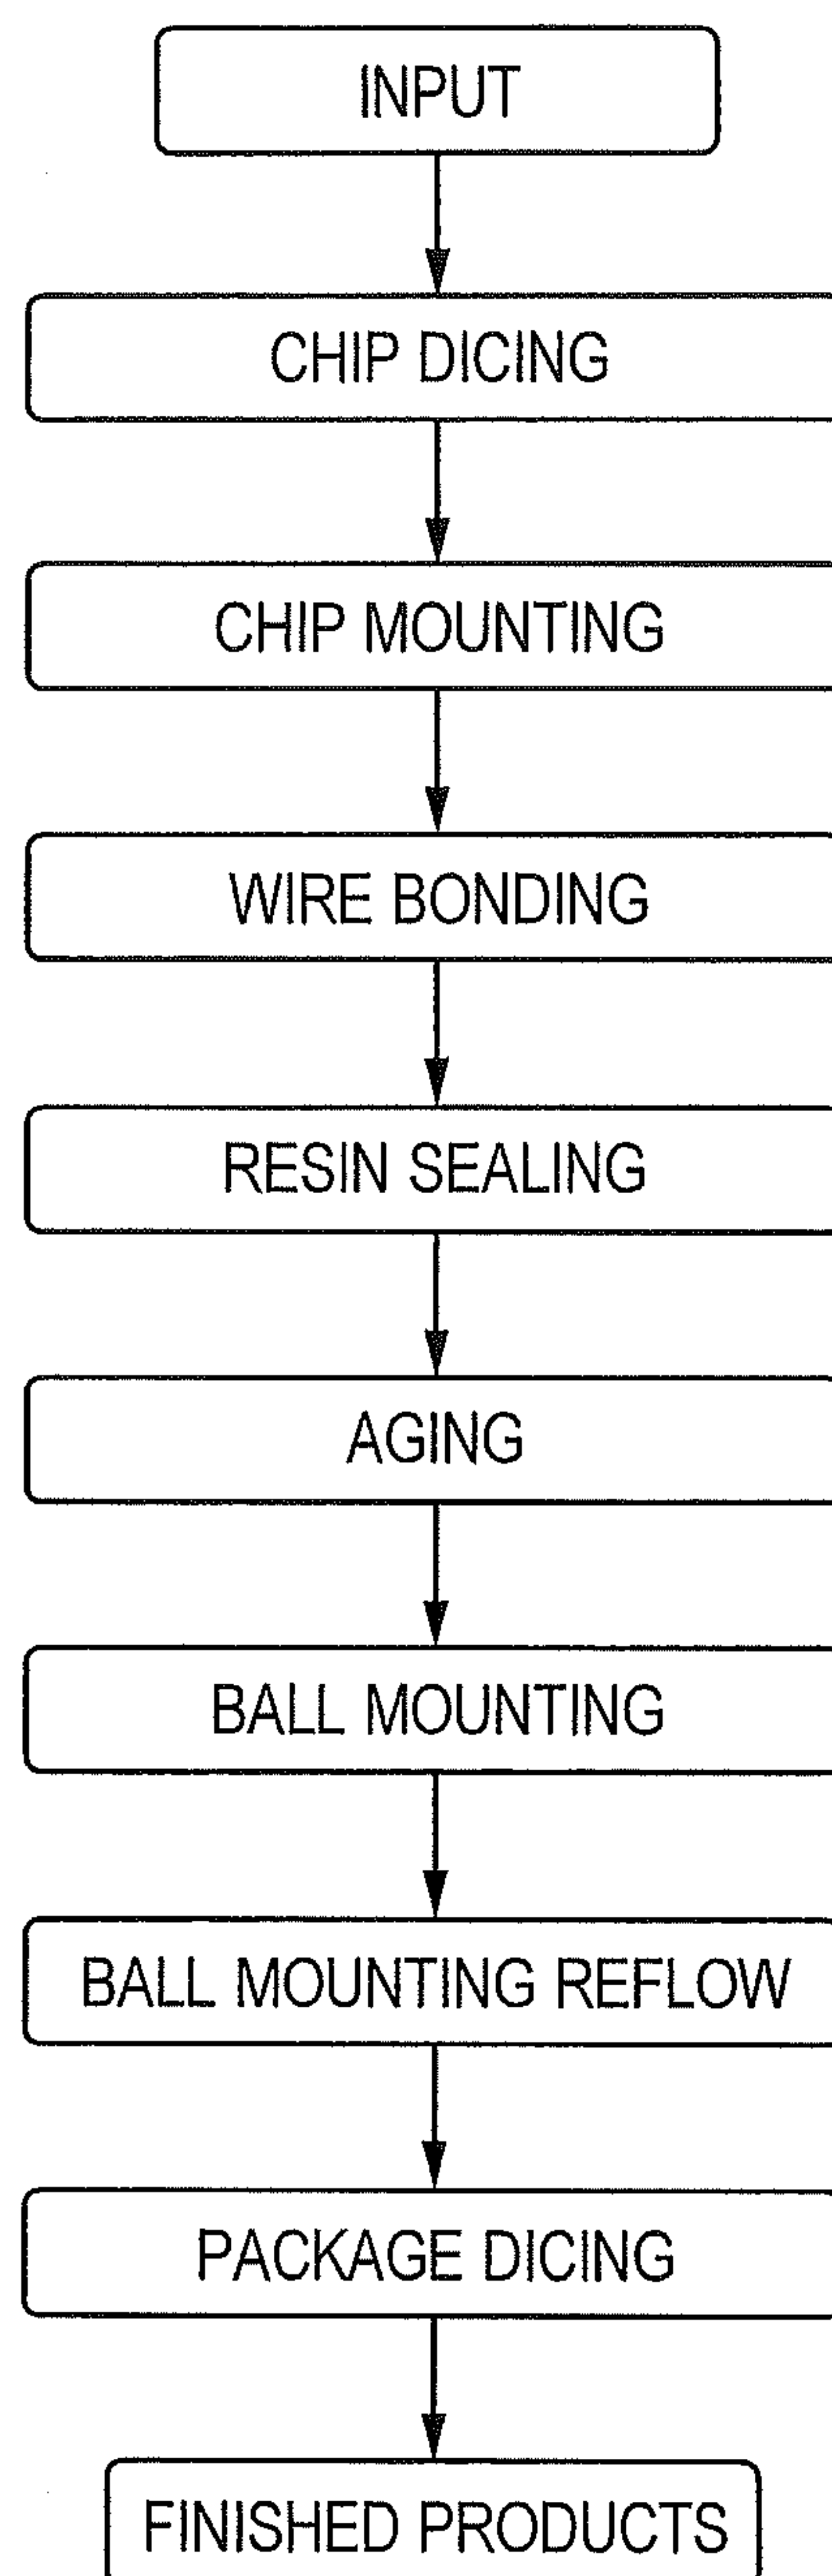 INPUT
CHIP DICING
CHIP MOUNTING
WIRE BONDING
RESIN SEALING
AGING
BALL MOUNTING
BALL MOUNTING REFLOW
PACKAGE DICING
FINISHED PRODUCTS